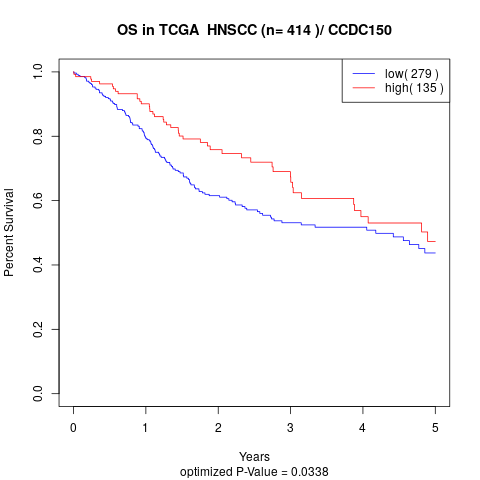 OS in TCGA  HNSCC (n= 414 )/ CCDC150
low( 279 )
high( 135 )
Percent Survival
1.0
0.8
0.6
0.4
0.2
0.0
0 1 2 3 4 5
Years
optimized P-Value = 0.0338